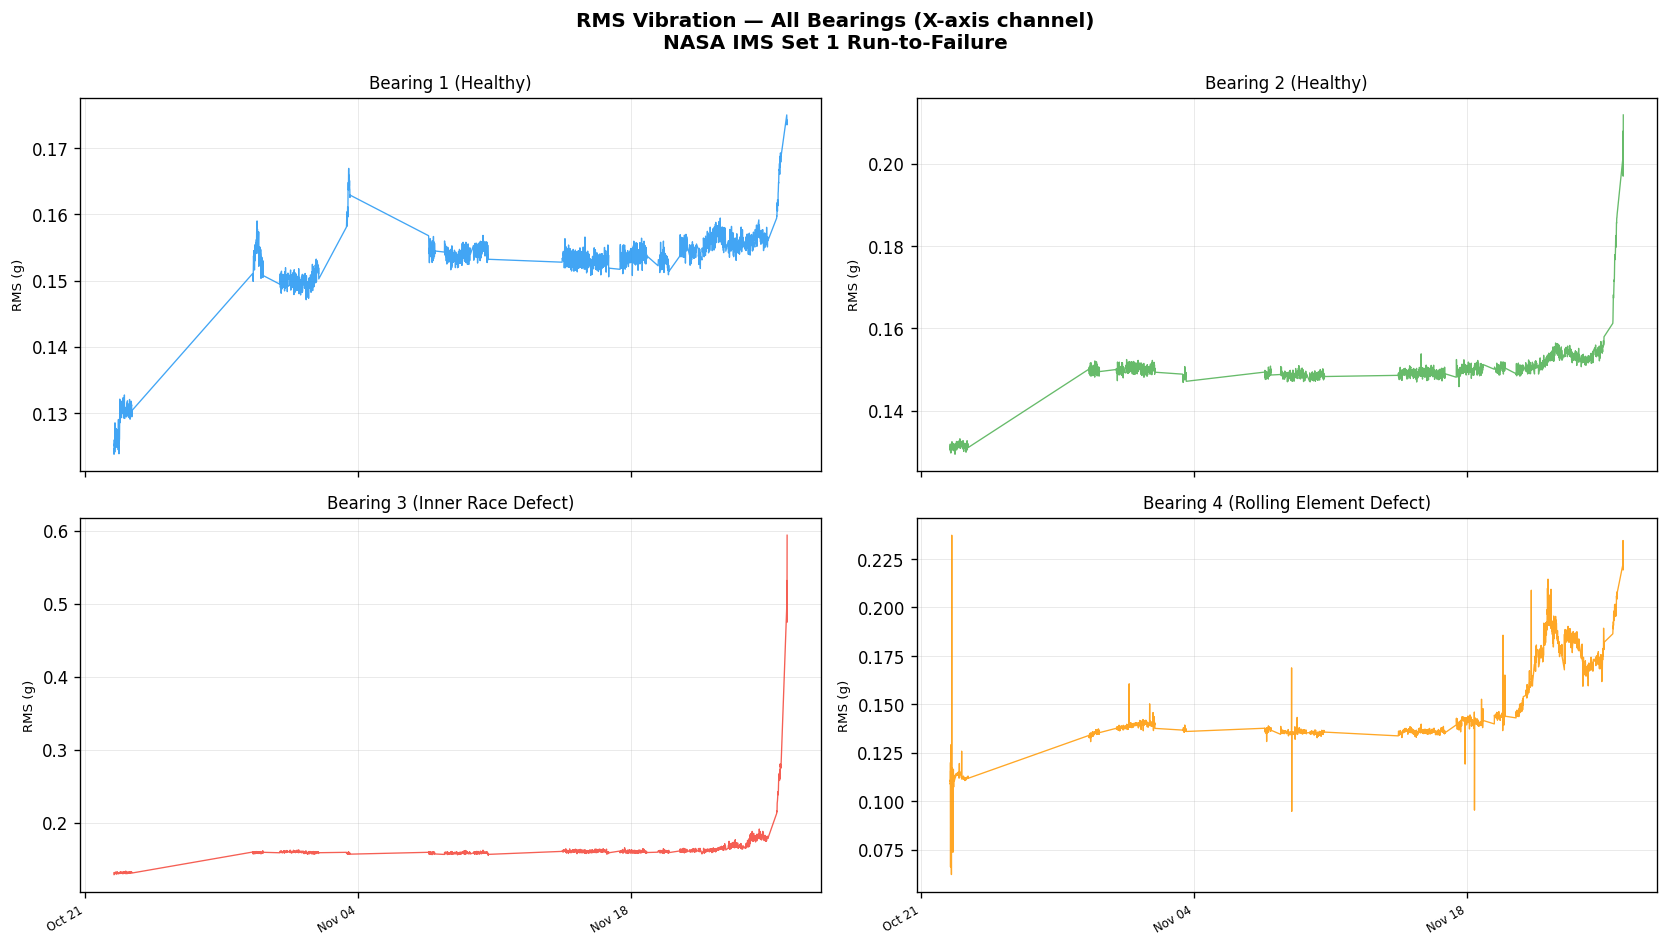 RMS Vibration — All Bearings (X-axis channel)
NASA IMS Set 1 Run-to-Failure
Bearing 1 (Healthy)
RMS (g)
0.17
0.16
0.15
0.14
0.13
Bearing 2 (Healthy)
RMS (g)
0.20
0.18
0.16
0.14
Bearing 3 (Inner Race Defect)
RMS (g)
0.6
0.5
0.4
0.3
0.2
Oct 21
Nov 04
Nov 18
Bearing 4 (Rolling Element Defect)
RMS (g)
0.225
0.200
0.175
0.150
0.125
0.100
0.075
Oct 21
Nov 04
Nov 18